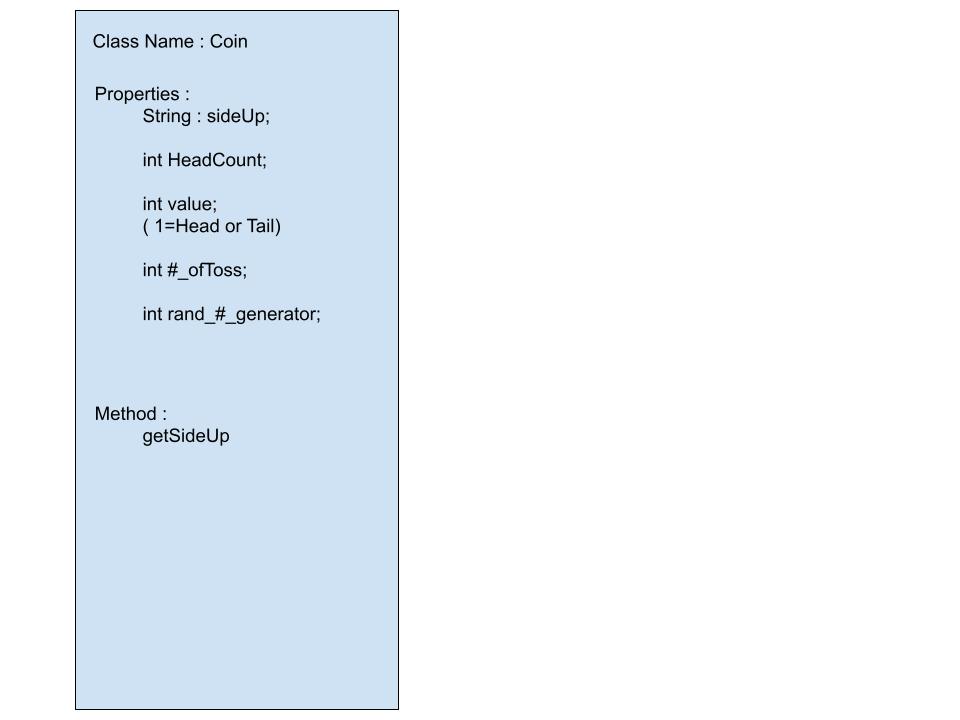 Class Name : Coin
Properties :
String : sideUp;
int HeadCount;
int value;
( 1=Head or Tail)
int #_ofToss;
int rand_#_generator;
Method :
getSideUp